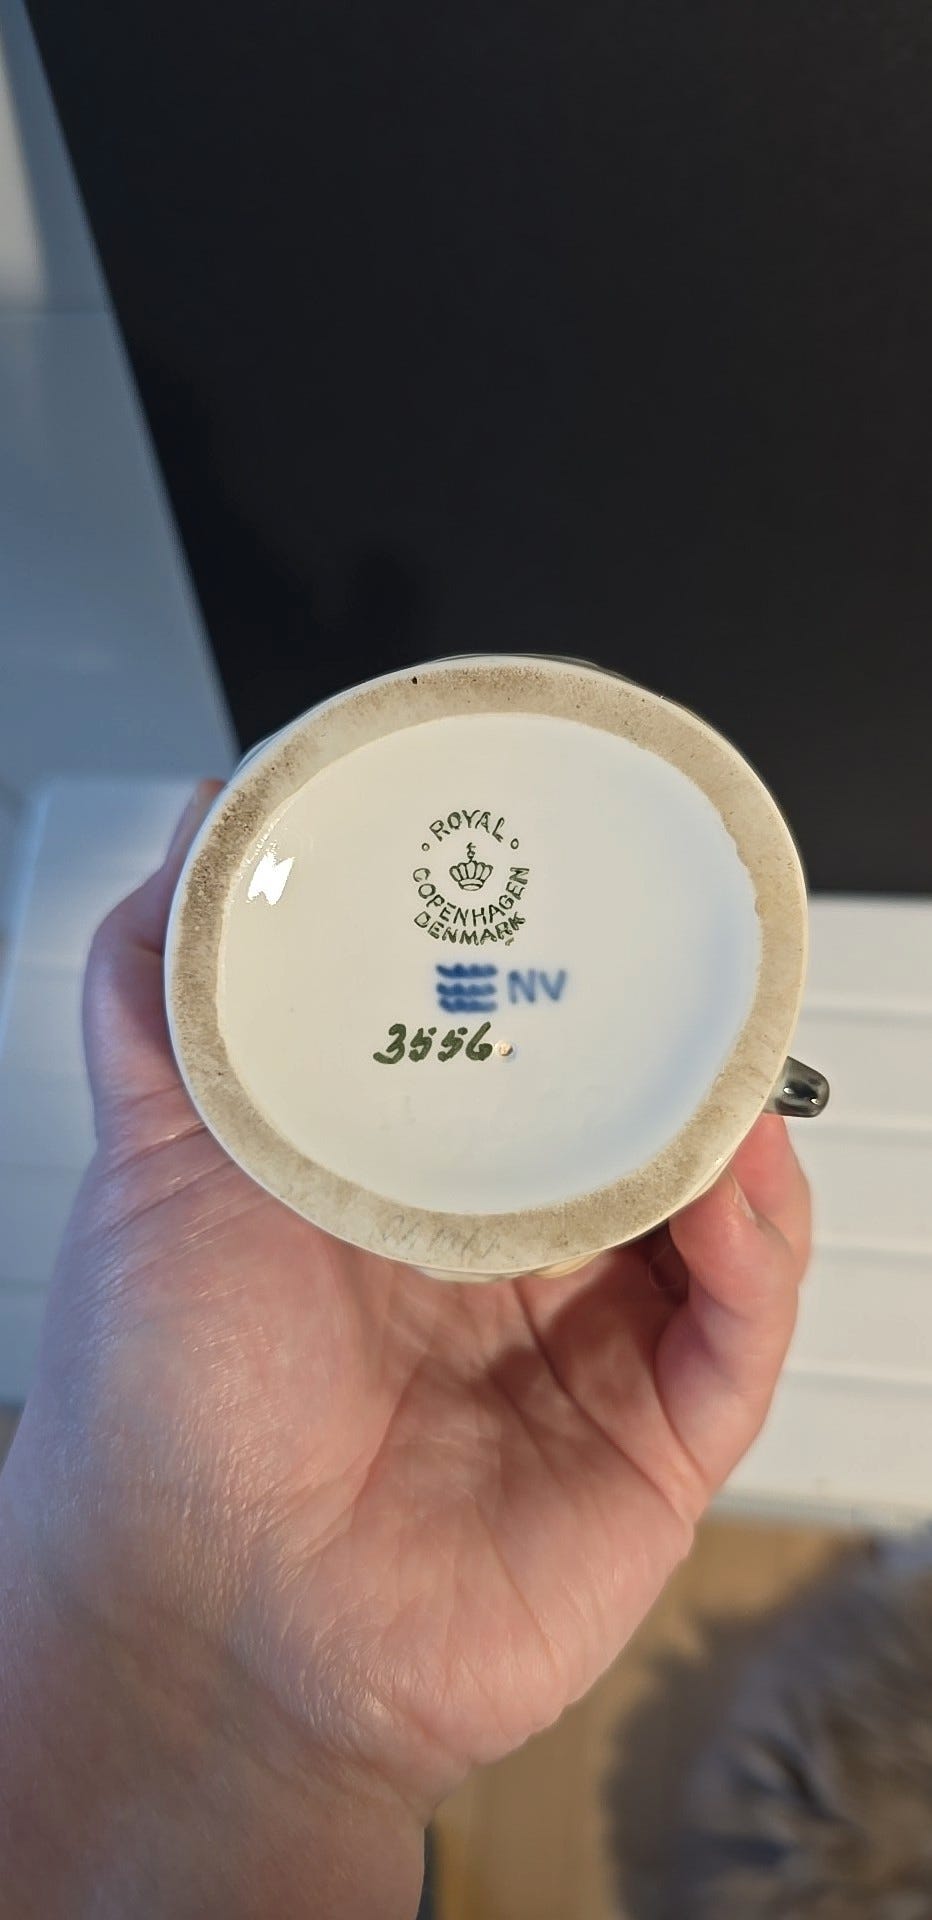 ROYAL
COPENHAGEN
DENMARK
NV
3556.